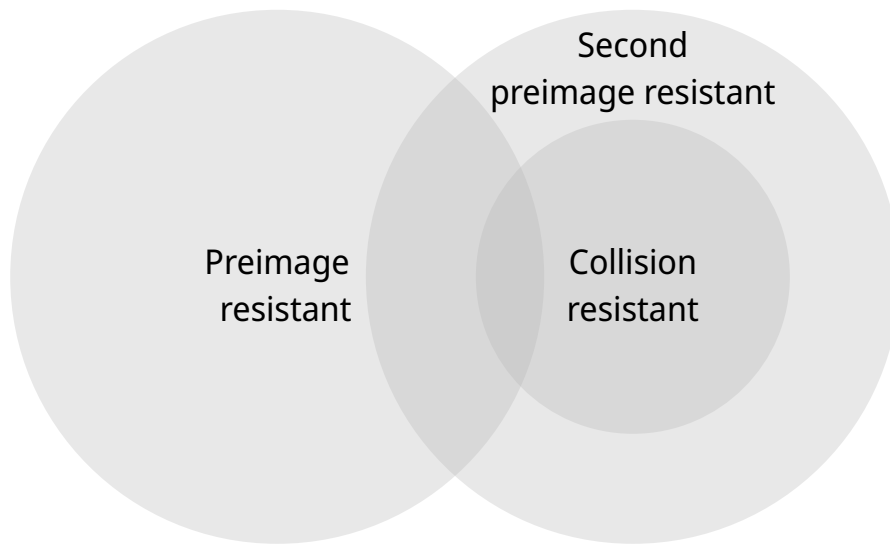 Second
preimage resistant
Preimage
resistant
Collision
resistant